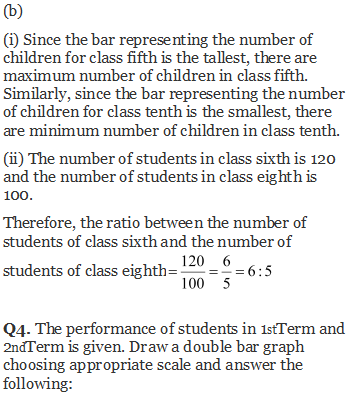 (b)
(i) Since the bar representing the number of
children for class fifth is the tallest, there are
maximum number of children in class fifth.
Similarly, since the bar representing the number
of children for class tenth is the smallest, there
are minimum number of children in class tenth.
(ii) The number of students in class sixth is 120
and the number of students in class eighth is
100.
Therefore, the ratio between the number of
students of class sixth and the number of
students of class eighth= 120/100 = 6/5 = 6:5
Q4. The performance of students in 1stTerm and
2ndTerm is given. Draw a double bar graph
choosing appropriate scale and answer the
following: